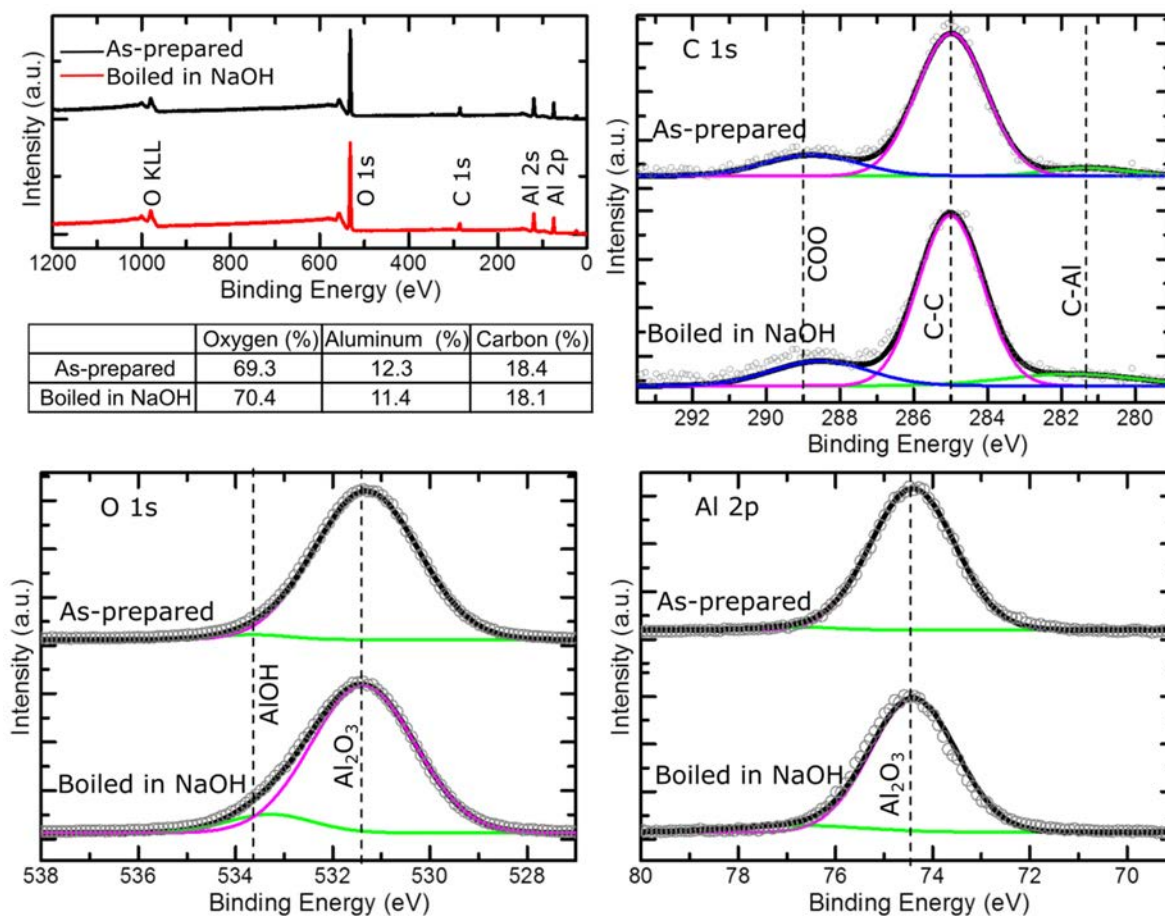 As-prepared
Boiled in NaOH
Intensity (a.u.)
O KLL
O 1s
C 1s
Al 2s
Al 2p
1200 1000 800 600 400 200 0
Binding Energy (eV)
Oxygen (%) Aluminum (%) Carbon (%)
As-prepared 69.3 12.3 18.4
Boiled in NaOH 70.4 11.4 18.1
C 1s
As-prepared
Intensity (a.u.)
COO
C-C
C-Al
Boiled in NaOH
292 290 288 286 284 282 280
Binding Energy (eV)
O 1s
As-prepared
Intensity (a.u.)
AlOH
Al₂O₃
Boiled in NaOH
538 536 534 532 530 528
Binding Energy (eV)
Al 2p
As-prepared
Intensity (a.u.)
Boiled in NaOH
Al₂O₃
80 78 76 74 72 70
Binding Energy (eV)